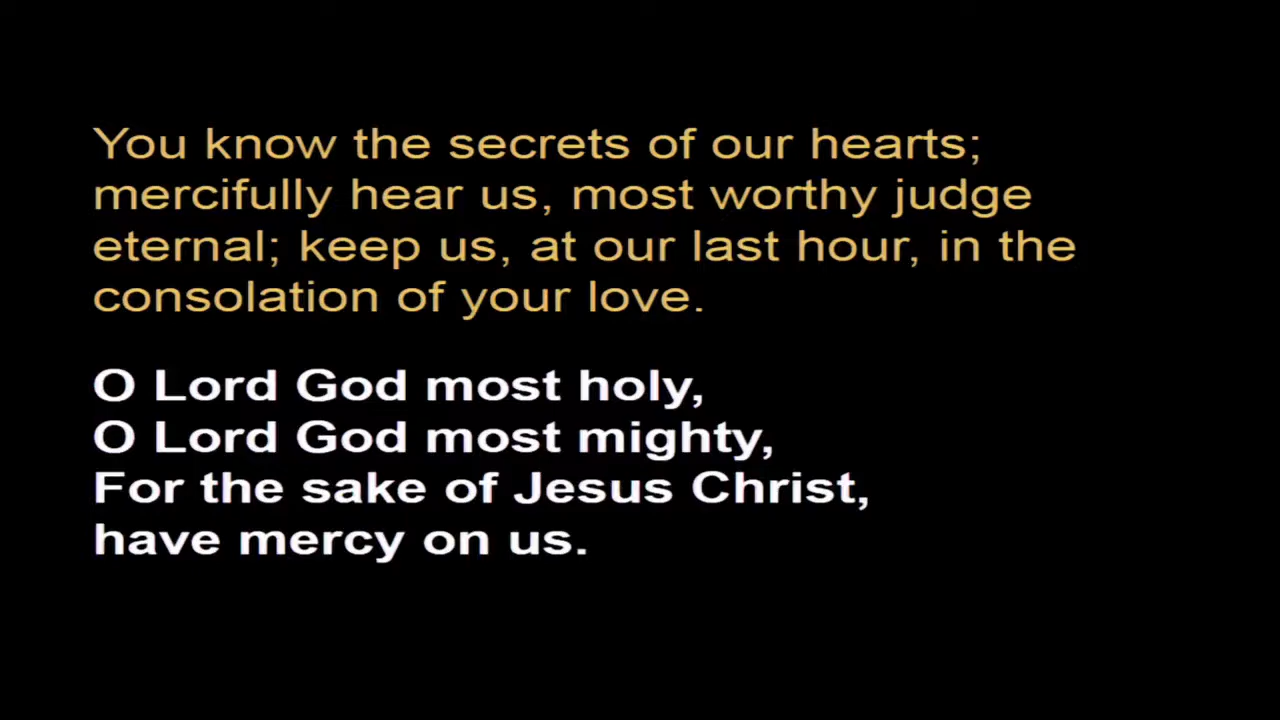 You know the secrets of our hearts;
mercifully hear us, most worthy judge
eternal; keep us, at our last hour, in the
consolation of your love.
O Lord God most holy,
O Lord God most mighty,
For the sake of Jesus Christ,
have mercy on us.